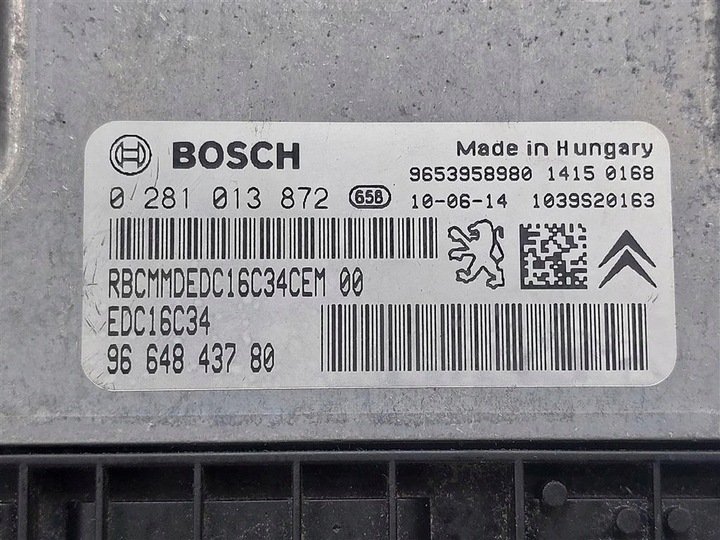 BOSCH
Made in Hungary
9653958980 1415 0168
0 281 013 872 658 10-06-14 1039S20163
RBCMMDEDC16C34CEM 00
EDC16C34
96 648 437 80